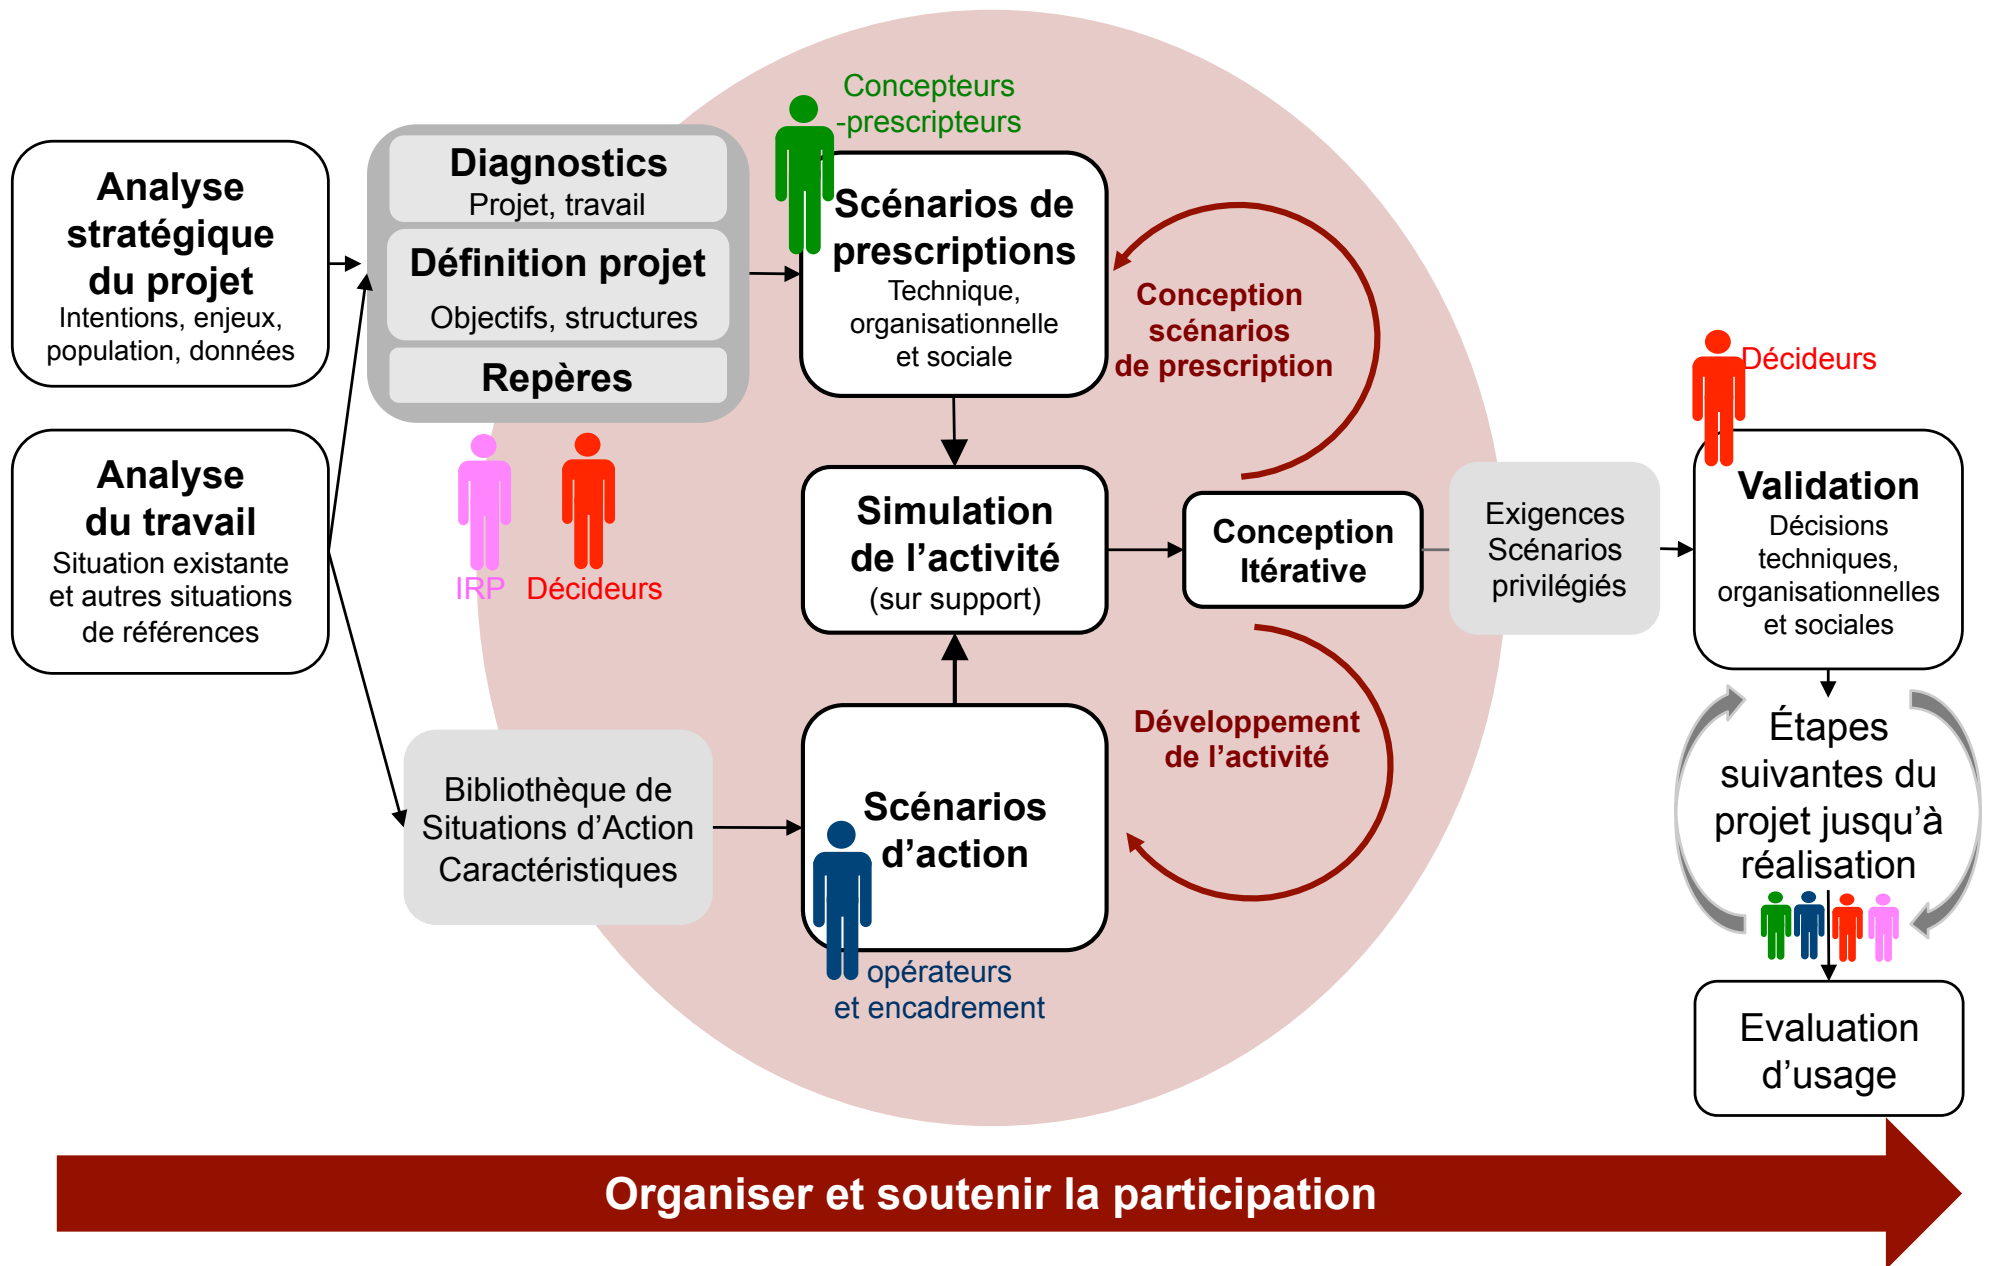 Analyse
stratégique
du projet
Intentions, enjeux,
population, données
Analyse
du travail
Situation existante
et autres situations
de références
Diagnostics
Projet, travail
Définition projet
Objectifs, structures
Repères
IRP
Décideurs
Bibliothèque de
Situations d’Action
Caractéristiques
Concepteurs
-prescripteurs
Scénarios de
prescriptions
Technique,
organisationnelle
et sociale
Simulation
de l’activité
(sur support)
Scénarios
d’action
opérateurs
et encadrement
Conception
scénarios
de prescription
Conception
Itérative
Développement
de l’activité
Exigences
Scénarios
privilégiés
Décideurs
Validation
Décisions
techniques,
organisationnelles
et sociales
Étapes
suivantes du
projet jusqu’à
réalisation
Evaluation
d’usage
Organiser et soutenir la participation